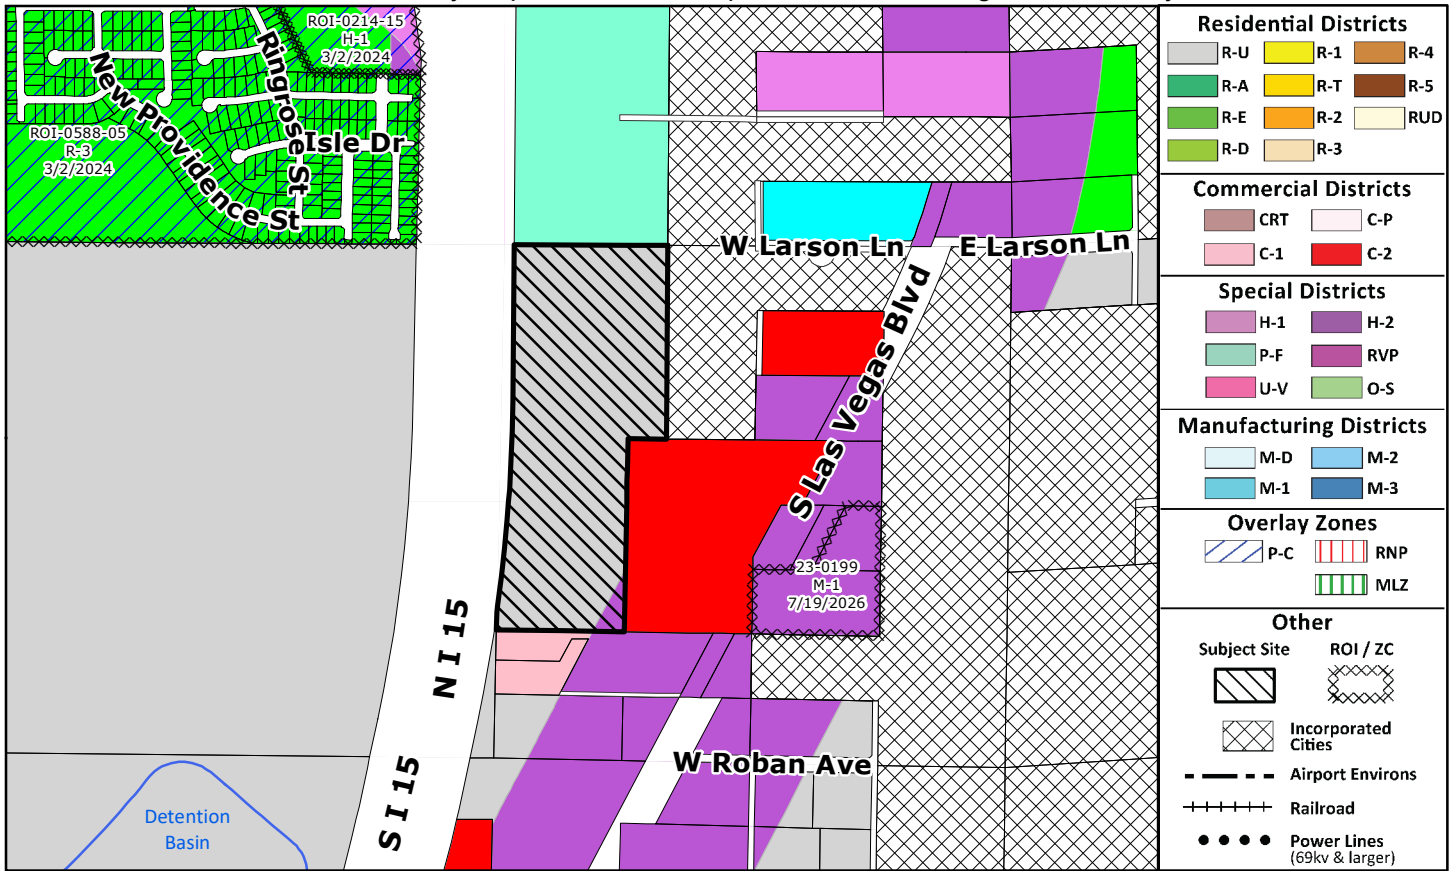 ROI-0214-15
H-1
3/2/2024
Ringrose St
New Providence St
Isle Dr
ROI-0588-05
R-3
3/2/2024
W Larson Ln
E Larson Ln
S Las Vegas Blvd
23-0199
M-1
7/19/2026
N I 15
S I 15
W Roban Ave
Detention
Basin
Residential Districts
R-U
R-1
R-4
R-A
R-T
R-5
R-E
R-2
RUD
R-D
R-3
Commercial Districts
CRT
C-P
C-1
C-2
Special Districts
H-1
H-2
P-F
RVP
U-V
O-S
Manufacturing Districts
M-D
M-2
M-1
M-3
Overlay Zones
P-C
RNP
MLZ
Other
Subject Site
ROI / ZC
Incorporated
Cities
Airport Environs
Railroad
Power Lines
(69kv & larger)